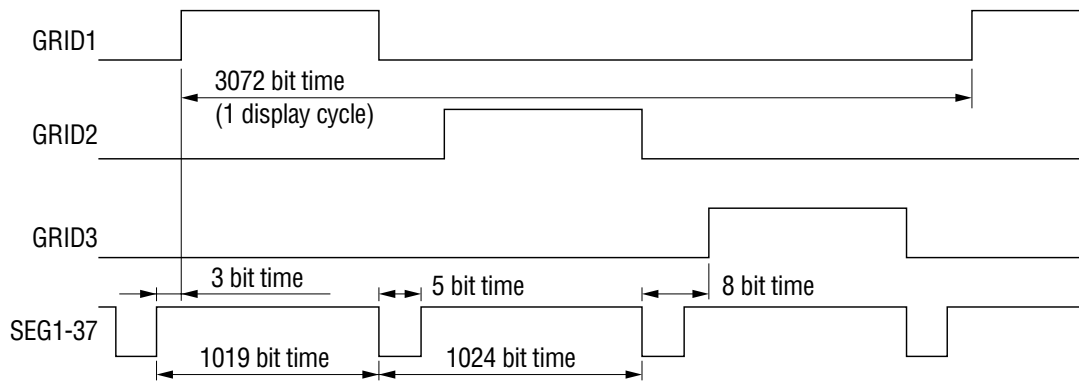 GRID1
3072 bit time
(1 display cycle)
GRID2
GRID3
3 bit time
5 bit time
8 bit time
SEG1-37
1019 bit time
1024 bit time